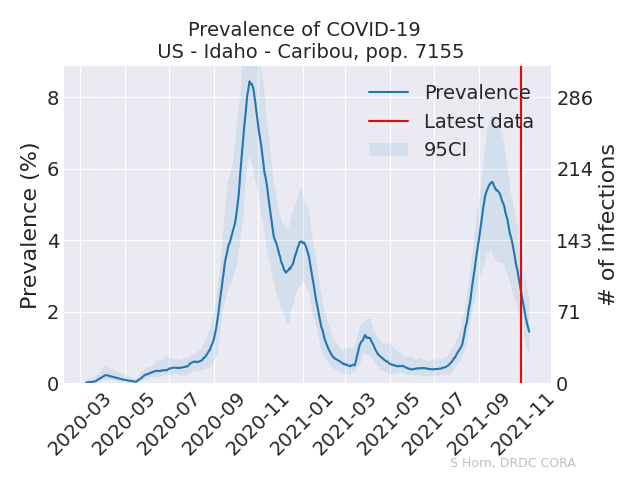 Prevalence of COVID-19
US - Idaho - Caribou, pop. 7155
Prevalence (%)
8
6
4
2
0
Prevalence
Latest data
95CI
286
214
143
71
0
# of infections
2020-03
2020-05
2020-07
2020-09
2020-11
2021-01
2021-03
2021-05
2021-07
2021-09
2021-11
S Horn, DRDC CORA